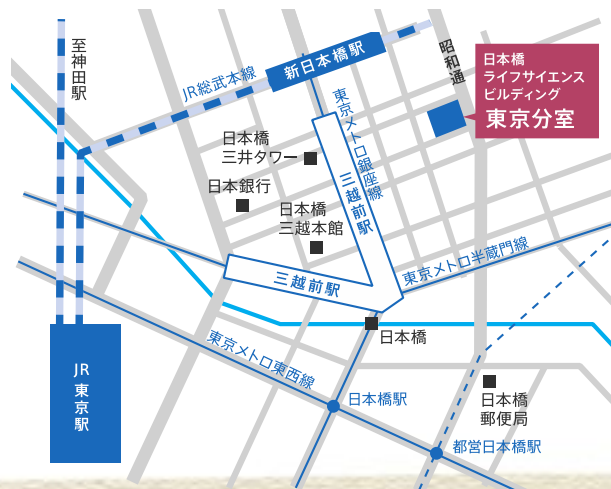 至神田駅
JR総武本線
新日本橋駅
昭和通
日本橋
ライフサイエンス
ビルディング
東京分室
東京メトロ銀座線
日本橋
三井タワー
三越前駅
日本銀行
日本橋
三越本館
三越前駅
東京メトロ半蔵門線
日本橋
東京メトロ東西線
JR
東京駅
日本橋駅
日本橋
郵便局
都営日本橋駅